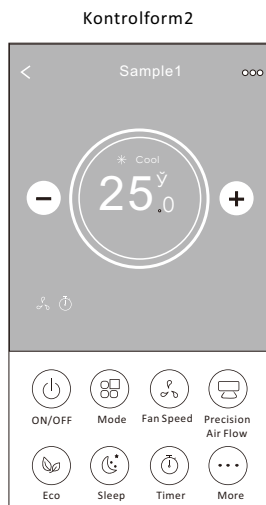 Kontrolform2
Sample1
Cool
25.0 ў
ON/OFF
Mode
Fan Speed
Precision
Air Flow
Eco
Sleep
Timer
More